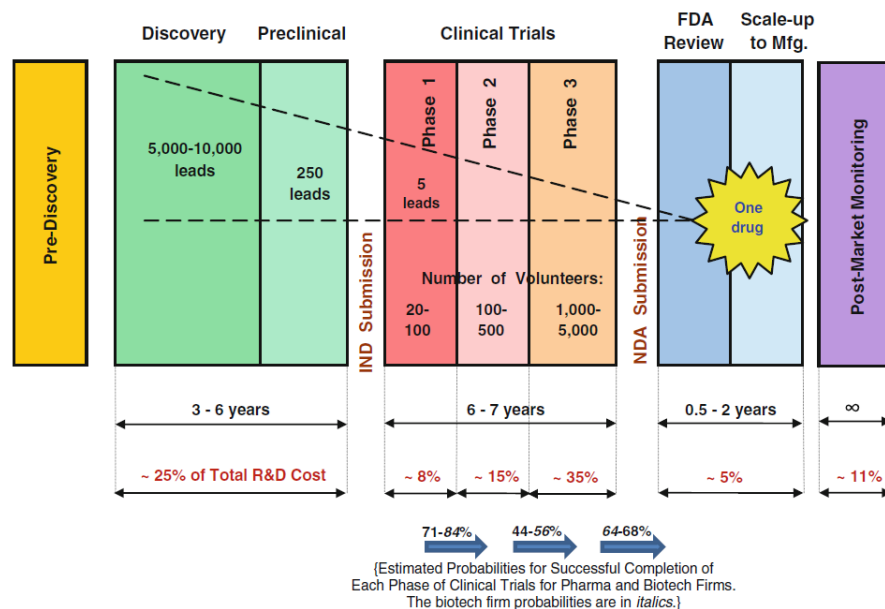 Discovery
Preclinical
Clinical Trials
FDA
Review
Scale-up
to Mfg.
Pre-Discovery
5,000-10,000
leads
250
leads
IND Submission
Phase 1
Phase 2
Phase 3
5
leads
Number of Volunteers:
20-
100
100-
500
1,000-
5,000
NDA Submission
One
drug
Post-Market Monitoring
3 - 6 years
6 - 7 years
0.5 - 2 years
∞
~ 25% of Total R&D Cost
~ 8%
~ 15%
~ 35%
~ 5%
~ 11%
71-84%
44-56%
64-68%
{Estimated Probabilities for Successful Completion of
Each Phase of Clinical Trials for Pharma and Biotech Firms.
The biotech firm probabilities are in italics.}